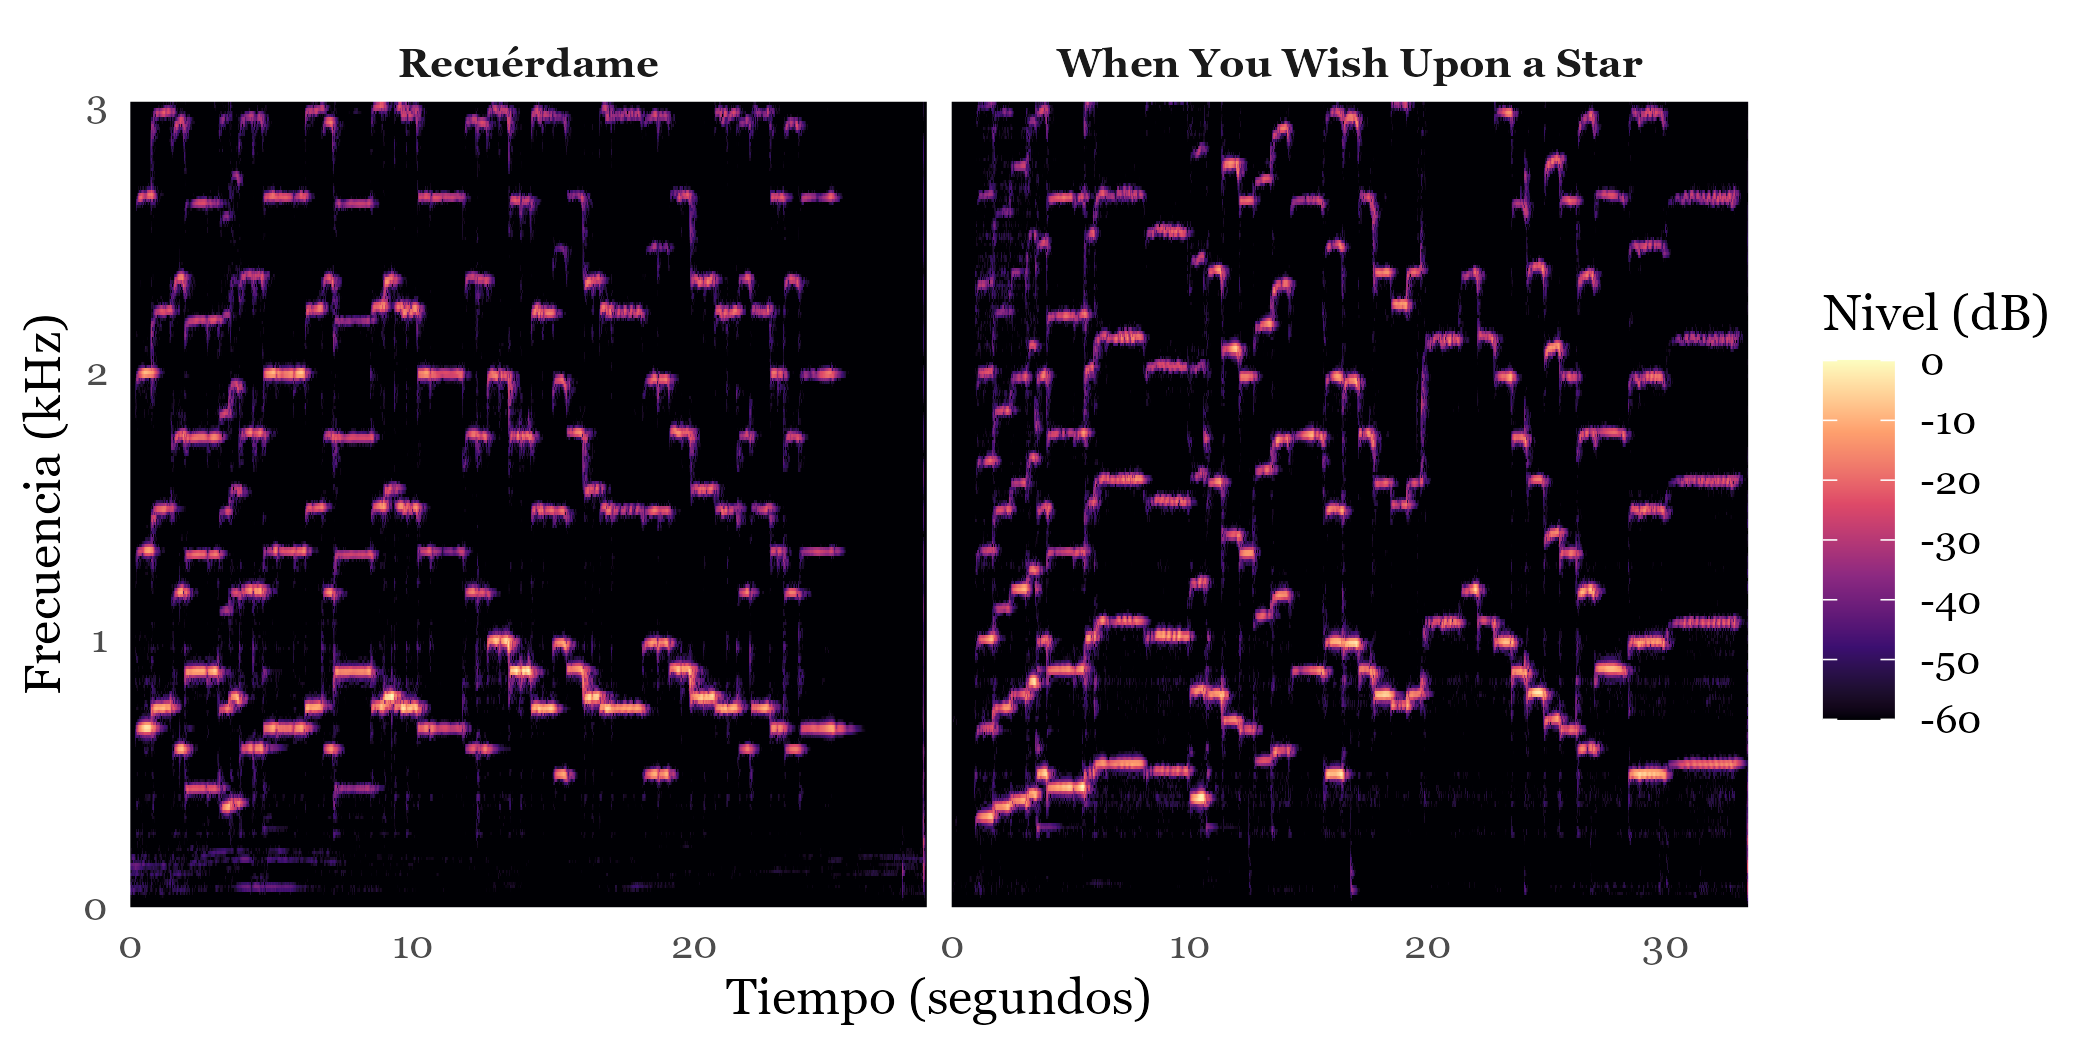 Recuérdame When You Wish Upon a Star
3
2
1
0
Frecuencia (kHz)
0 10 20 0 10 20 30
Tiempo (segundos)
Nivel (dB)
0
-10
-20
-30
-40
-50
-60